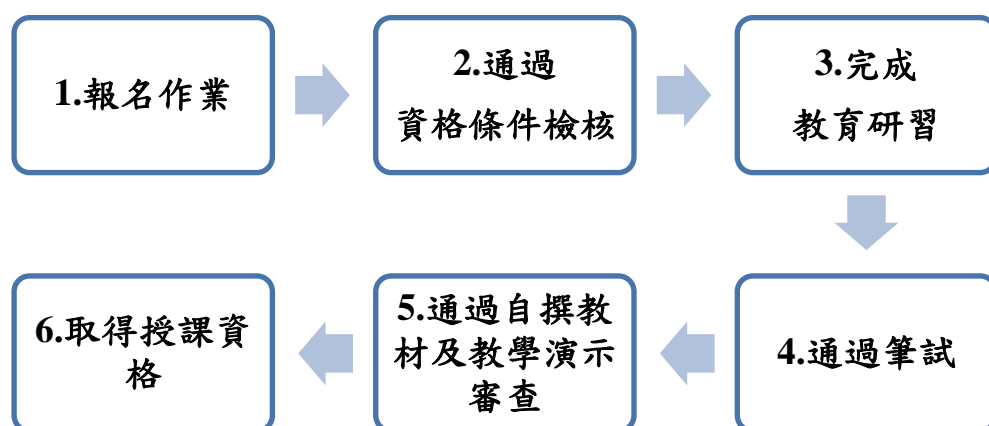 1.報名作業
2.通過
資格條件檢核
3.完成
教育研習
4.通過筆試
5.通過自撰教
材及教學演示
審查
6.取得授課資
格